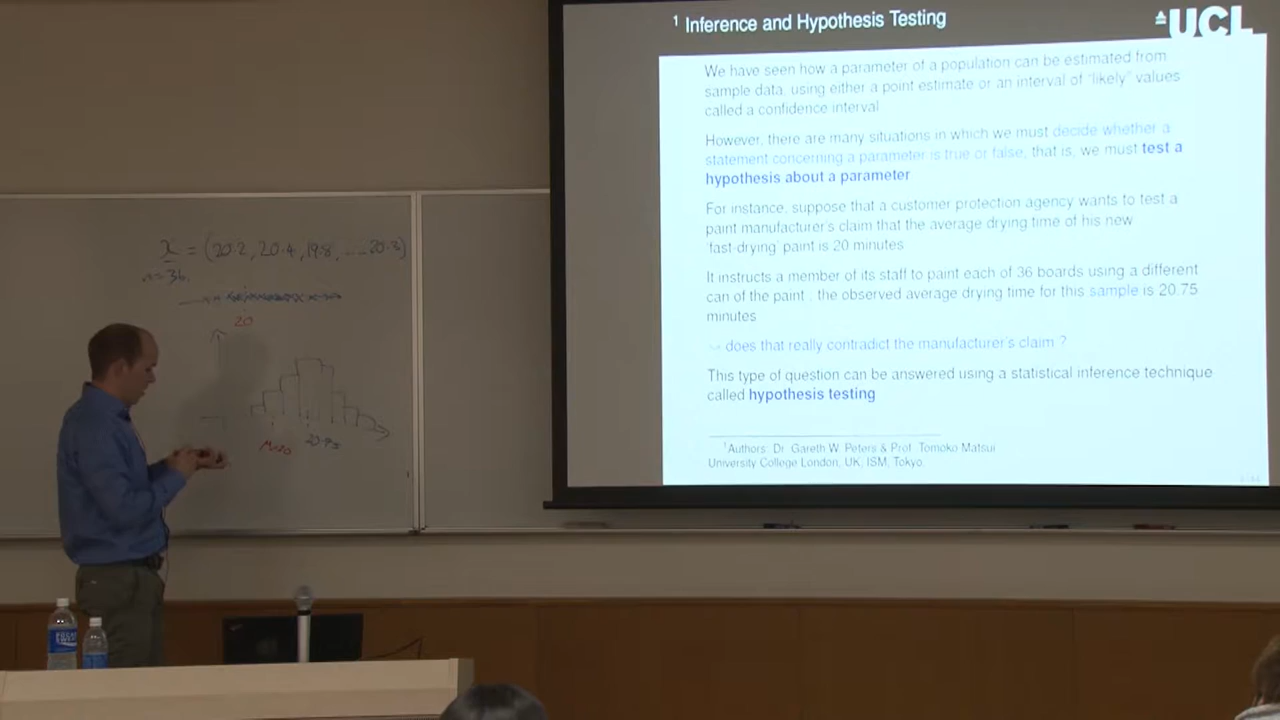 1 Inference and Hypothesis Testing
UCL
We have seen how a parameter of a population can be estimated from
sample data, using either a point estimate or an interval of "likely" values
called a confidence interval
However, there are many situations in which we must decide whether a
statement concerning a parameter is true or false, that is, we must test a
hypothesis about a parameter
For instance, suppose that a customer protection agency wants to test a
paint manufacturer's claim that the average drying time of his new
'fast-drying' paint is 20 minutes
It instructs a member of its staff to paint each of 36 boards using a different
can of the paint, the observed average drying time for this sample is 20.75
minutes
does that really contradict the manufacturer's claim ?
This type of question can be answered using a statistical inference technique
called hypothesis testing
1 Authors: Dr. Gareth W. Peters & Prof. Tomoko Matsui
University College London, UK, ISM, Tokyo.
x = (20.2, 20.4, 19.8, ... 20.3)
n=36
20